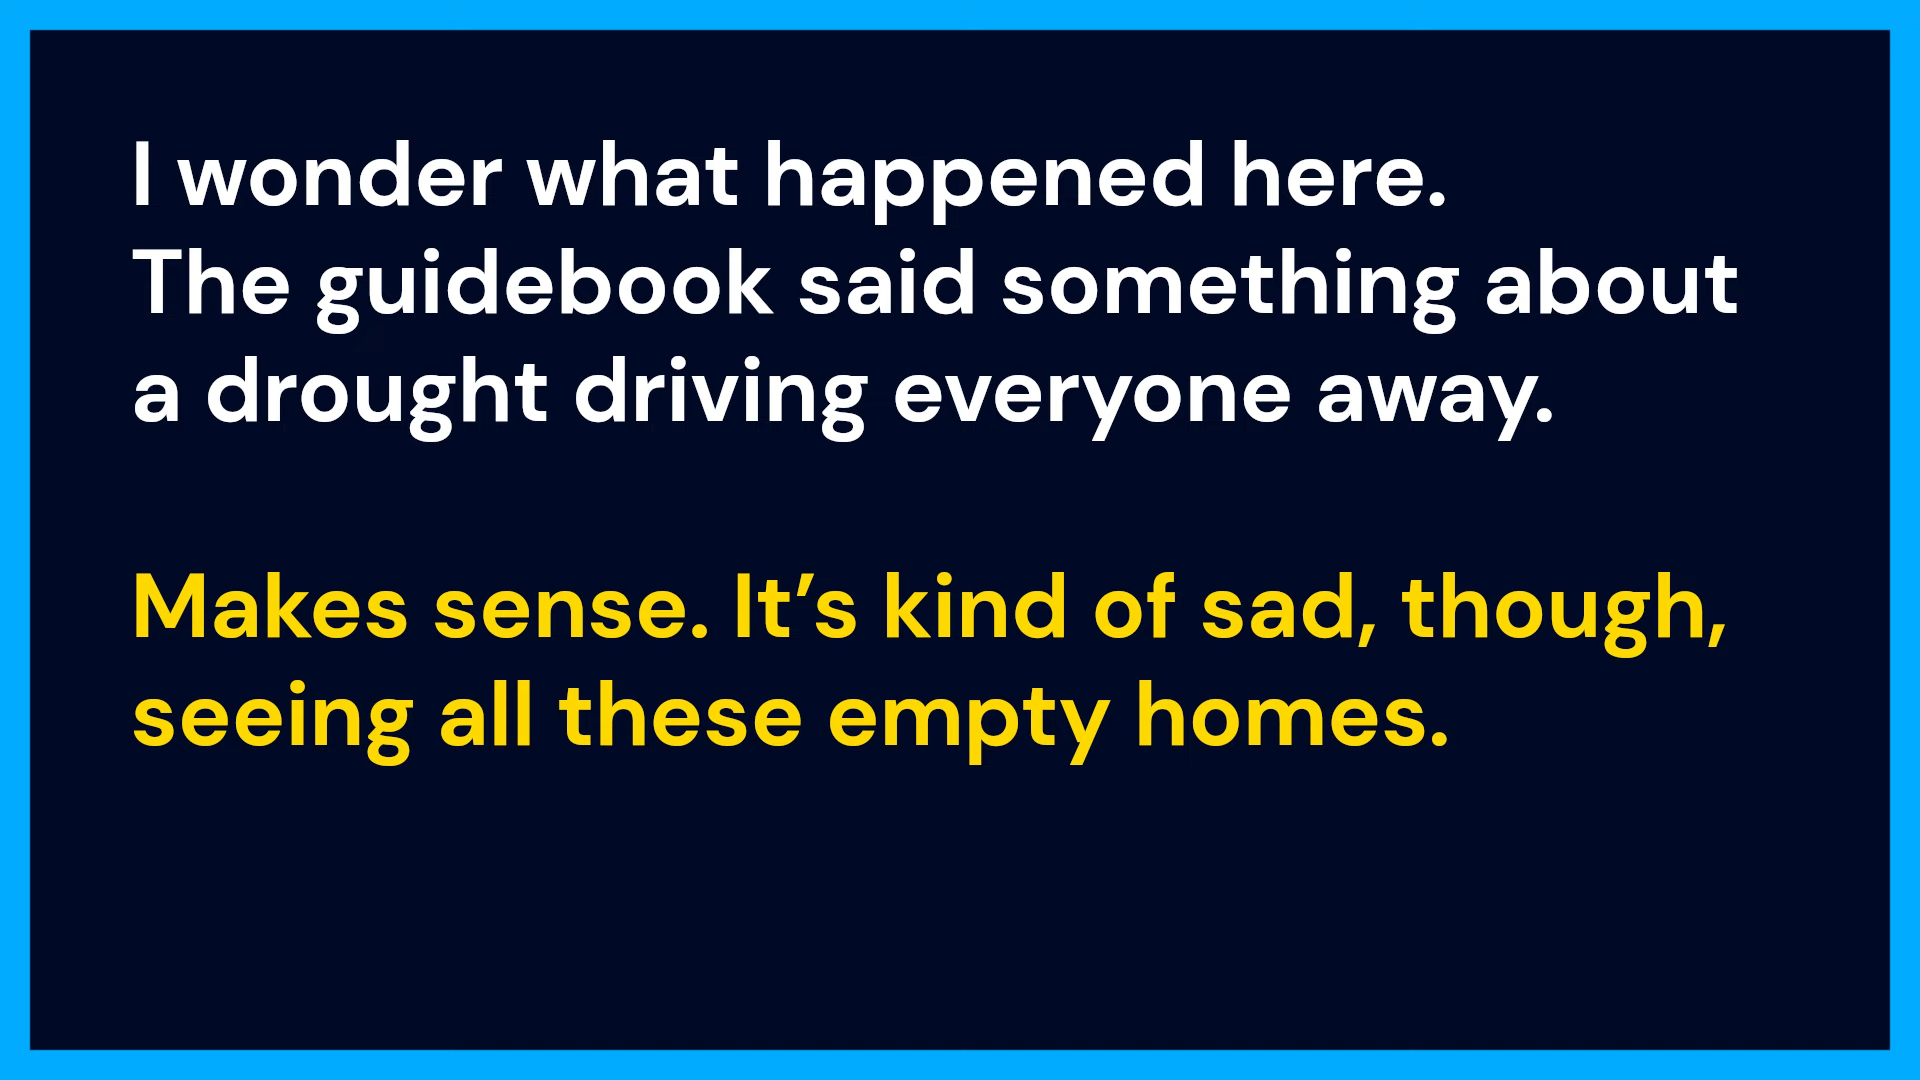 I wonder what happened here.
The guidebook said something about
a drought driving everyone away.
Makes sense. It’s kind of sad, though,
seeing all these empty homes.